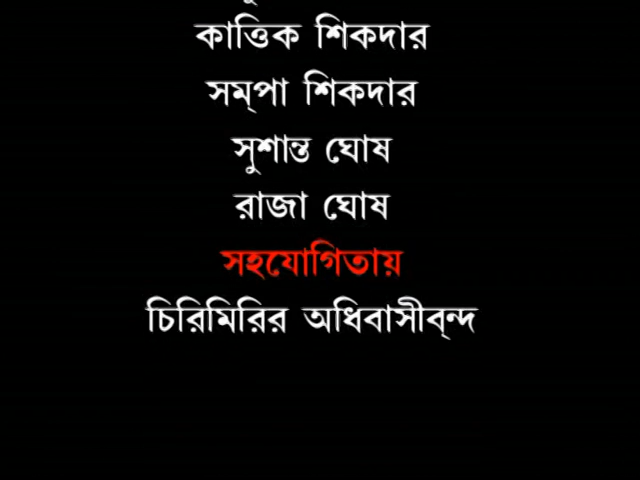 কাত্তিক শিকদার
সম্‌পা শিকদার
সুশান্ত ঘোষ
রাজা ঘোষ
সহযোগিতায়
চিরিমিরির অধিবাসীবৃন্দ